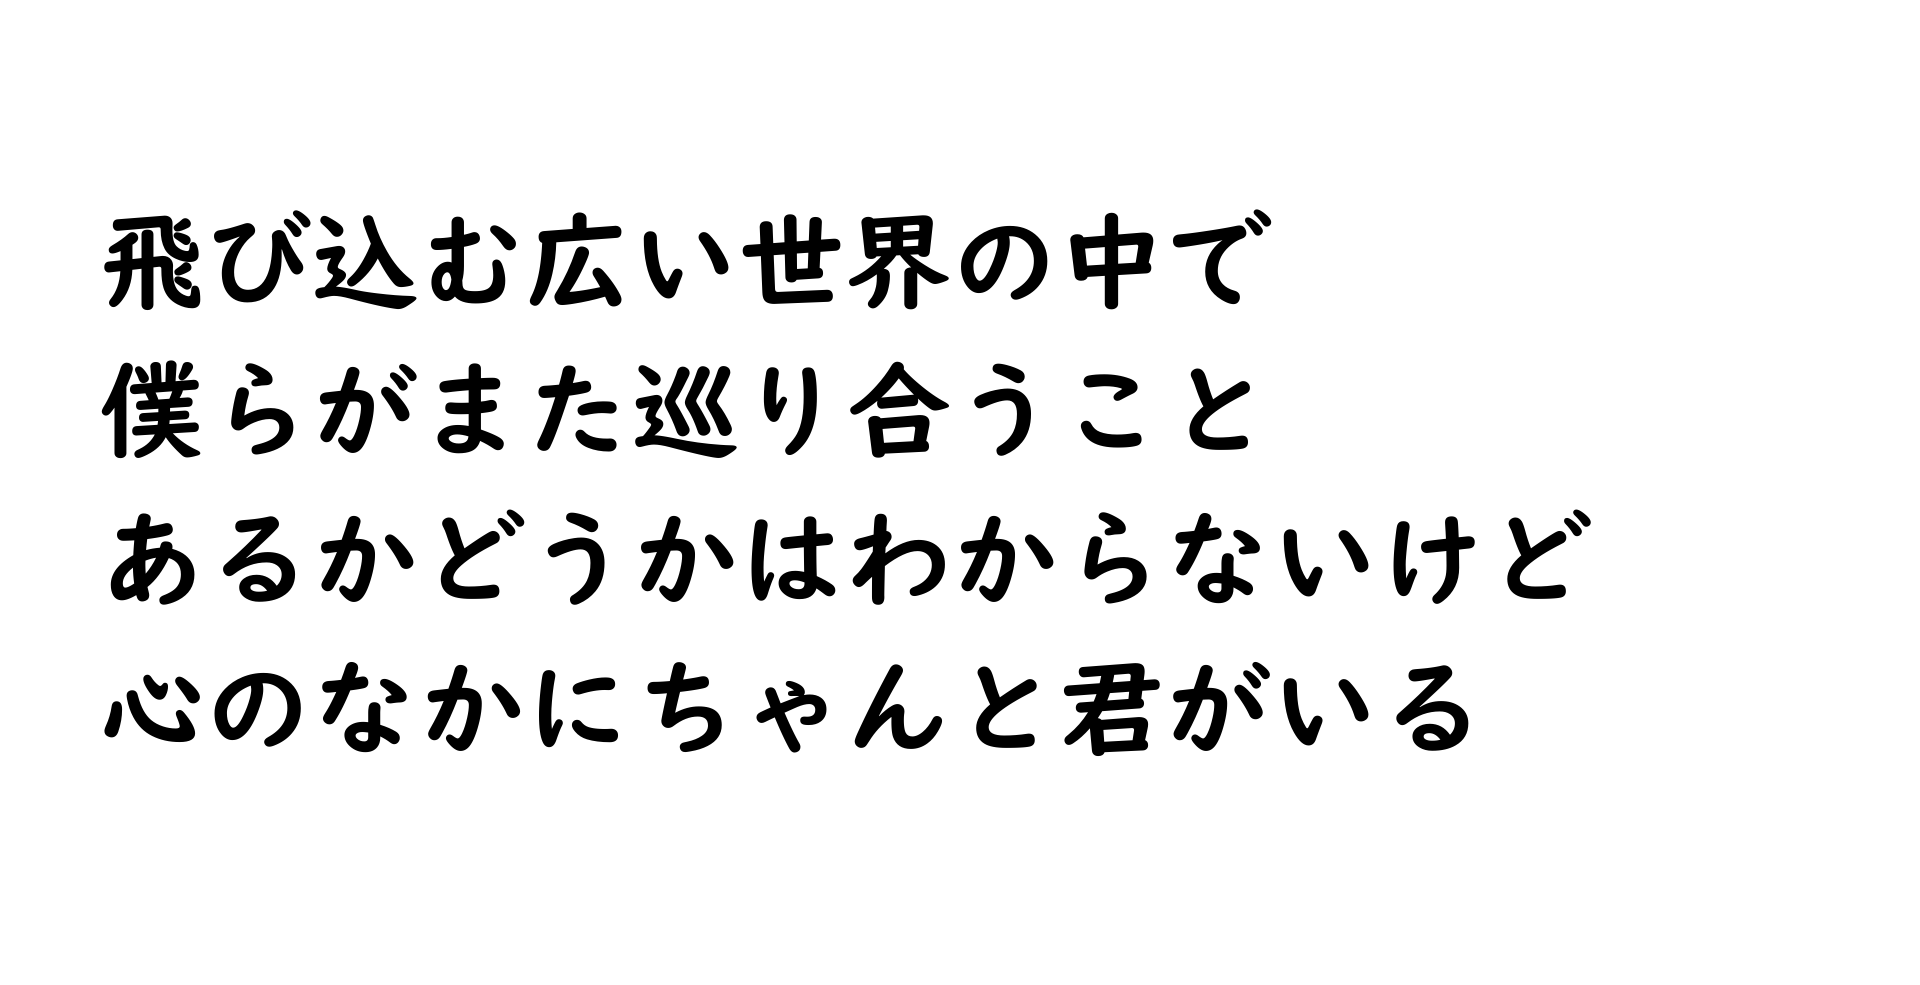 飛び込む広い世界の中で
僕らがまた巡り合うこと
あるかどうかはわからないけど
心のなかにちゃんと君がいる